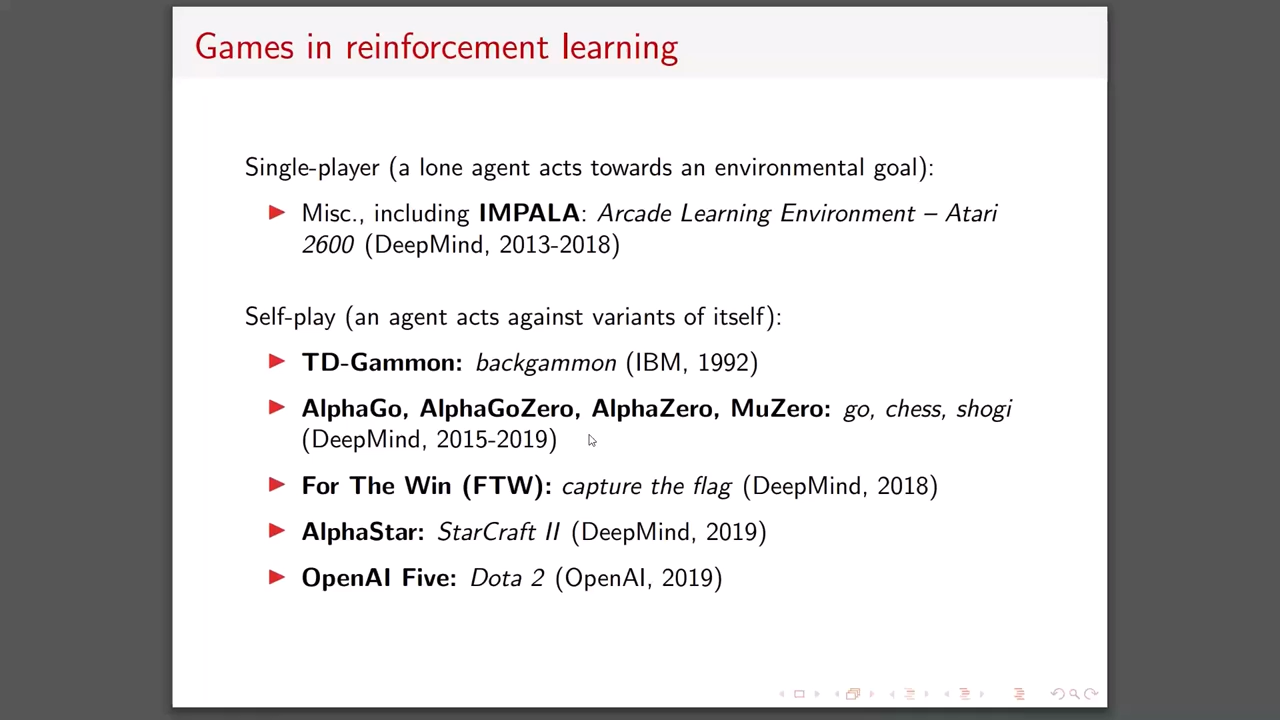 Games in reinforcement learning
Single-player (a lone agent acts towards an environmental goal):
Misc., including IMPALA: Arcade Learning Environment – Atari
2600 (DeepMind, 2013-2018)
Self-play (an agent acts against variants of itself):
TD-Gammon: backgammon (IBM, 1992)
AlphaGo, AlphaGoZero, AlphaZero, MuZero: go, chess, shogi
(DeepMind, 2015-2019)
For The Win (FTW): capture the flag (DeepMind, 2018)
AlphaStar: StarCraft II (DeepMind, 2019)
OpenAI Five: Dota 2 (OpenAI, 2019)